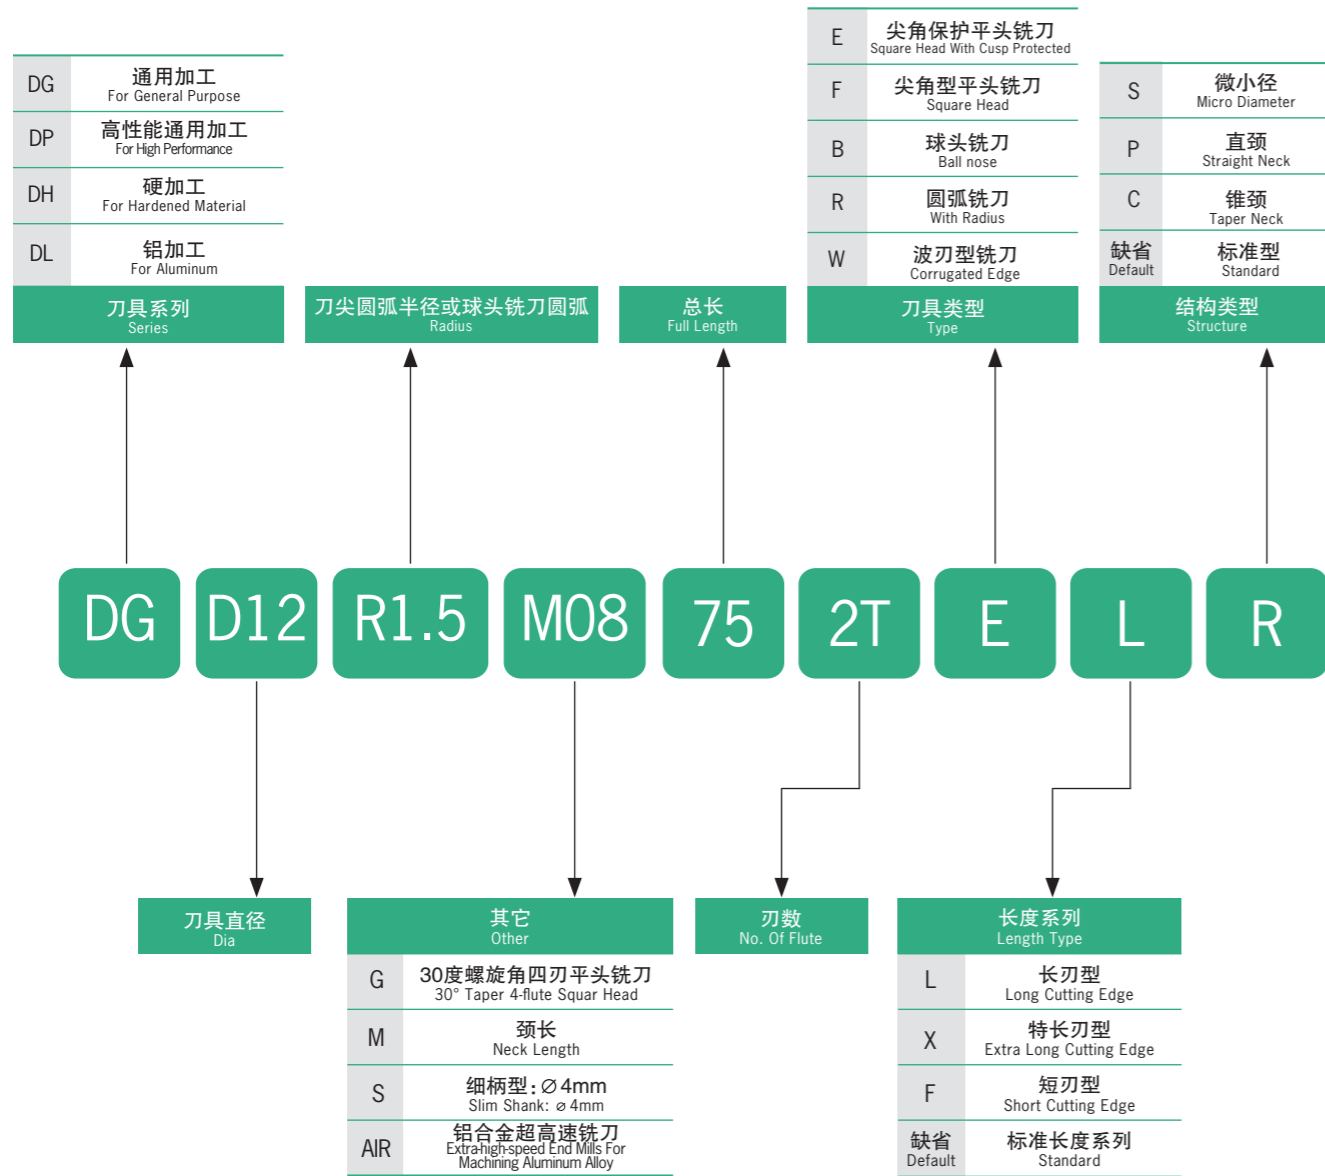 DG
通用加工
For General Purpose
DP
高性能通用加工
For High Performance
DH
硬加工
For Hardened Material
DL
铝加工
For Aluminum
刀具系列
Series
刀尖圆弧半径或球头铣刀圆弧
Radius
总长
Full Length
E
尖角保护平头铣刀
Square Head With Cusp Protected
F
尖角型平头铣刀
Square Head
B
球头铣刀
Ball nose
R
圆弧铣刀
With Radius
W
波刃型铣刀
Corrugated Edge
刀具类型
Type
S
微小径
Micro Diameter
P
直颈
Straight Neck
C
锥颈
Taper Neck
缺省
Default
标准型
Standard
结构类型
Structure
DG D12 R1.5 M08 75 2T E L R
刀具直径
Dia
其它
Other
G
30度螺旋角四刃平头铣刀
30° Taper 4-flute Squar Head
M
颈长
Neck Length
S
细柄型:∅4mm
Slim Shank: ⌀ 4mm
AIR
铝合金超高速铣刀
Extra-high-speed End Mills For
Machining Aluminum Alloy
刃数
No. Of Flute
长度系列
Length Type
L
长刃型
Long Cutting Edge
X
特长刃型
Extra Long Cutting Edge
F
短刃型
Short Cutting Edge
缺省
Default
标准长度系列
Standard